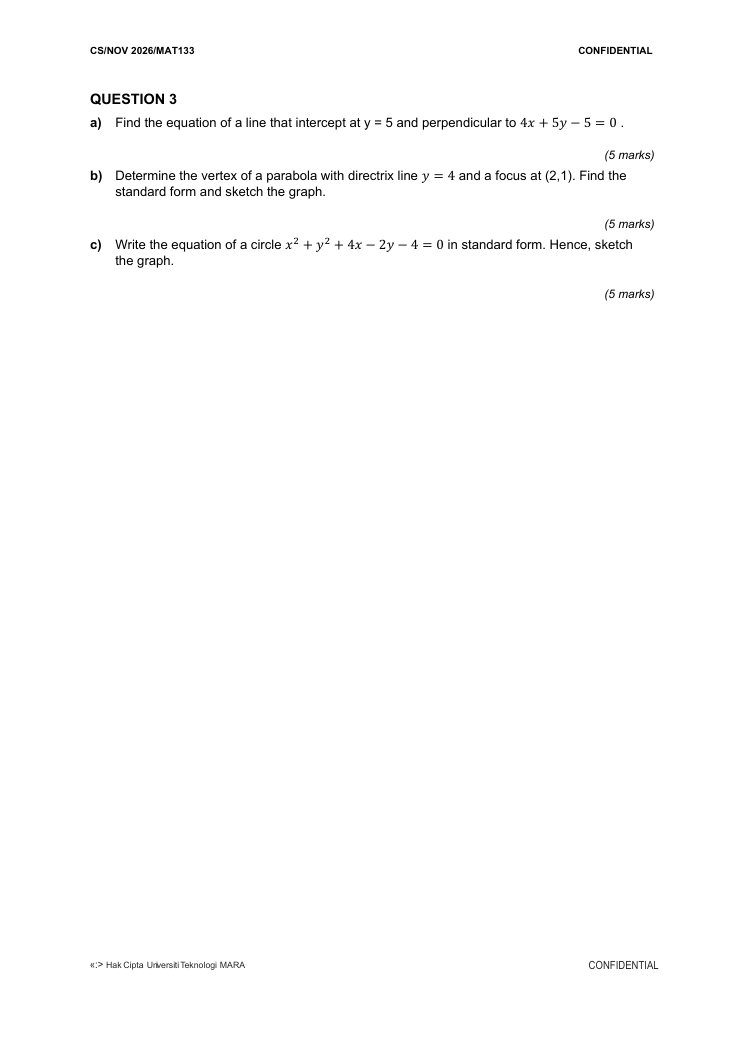 CS/NOV 2026/MAT133 CONFIDENTIAL
QUESTION 3
a) Find the equation of a line that intercept at y = 5 and perpendicular to 4x + 5y − 5 = 0 .
(5 marks)
b) Determine the vertex of a parabola with directrix line y = 4 and a focus at (2,1). Find the
standard form and sketch the graph.
(5 marks)
c) Write the equation of a circle x² + y² + 4x − 2y − 4 = 0 in standard form. Hence, sketch
the graph.
(5 marks)
«:> Hak Cipta Universiti Teknologi MARA CONFIDENTIAL